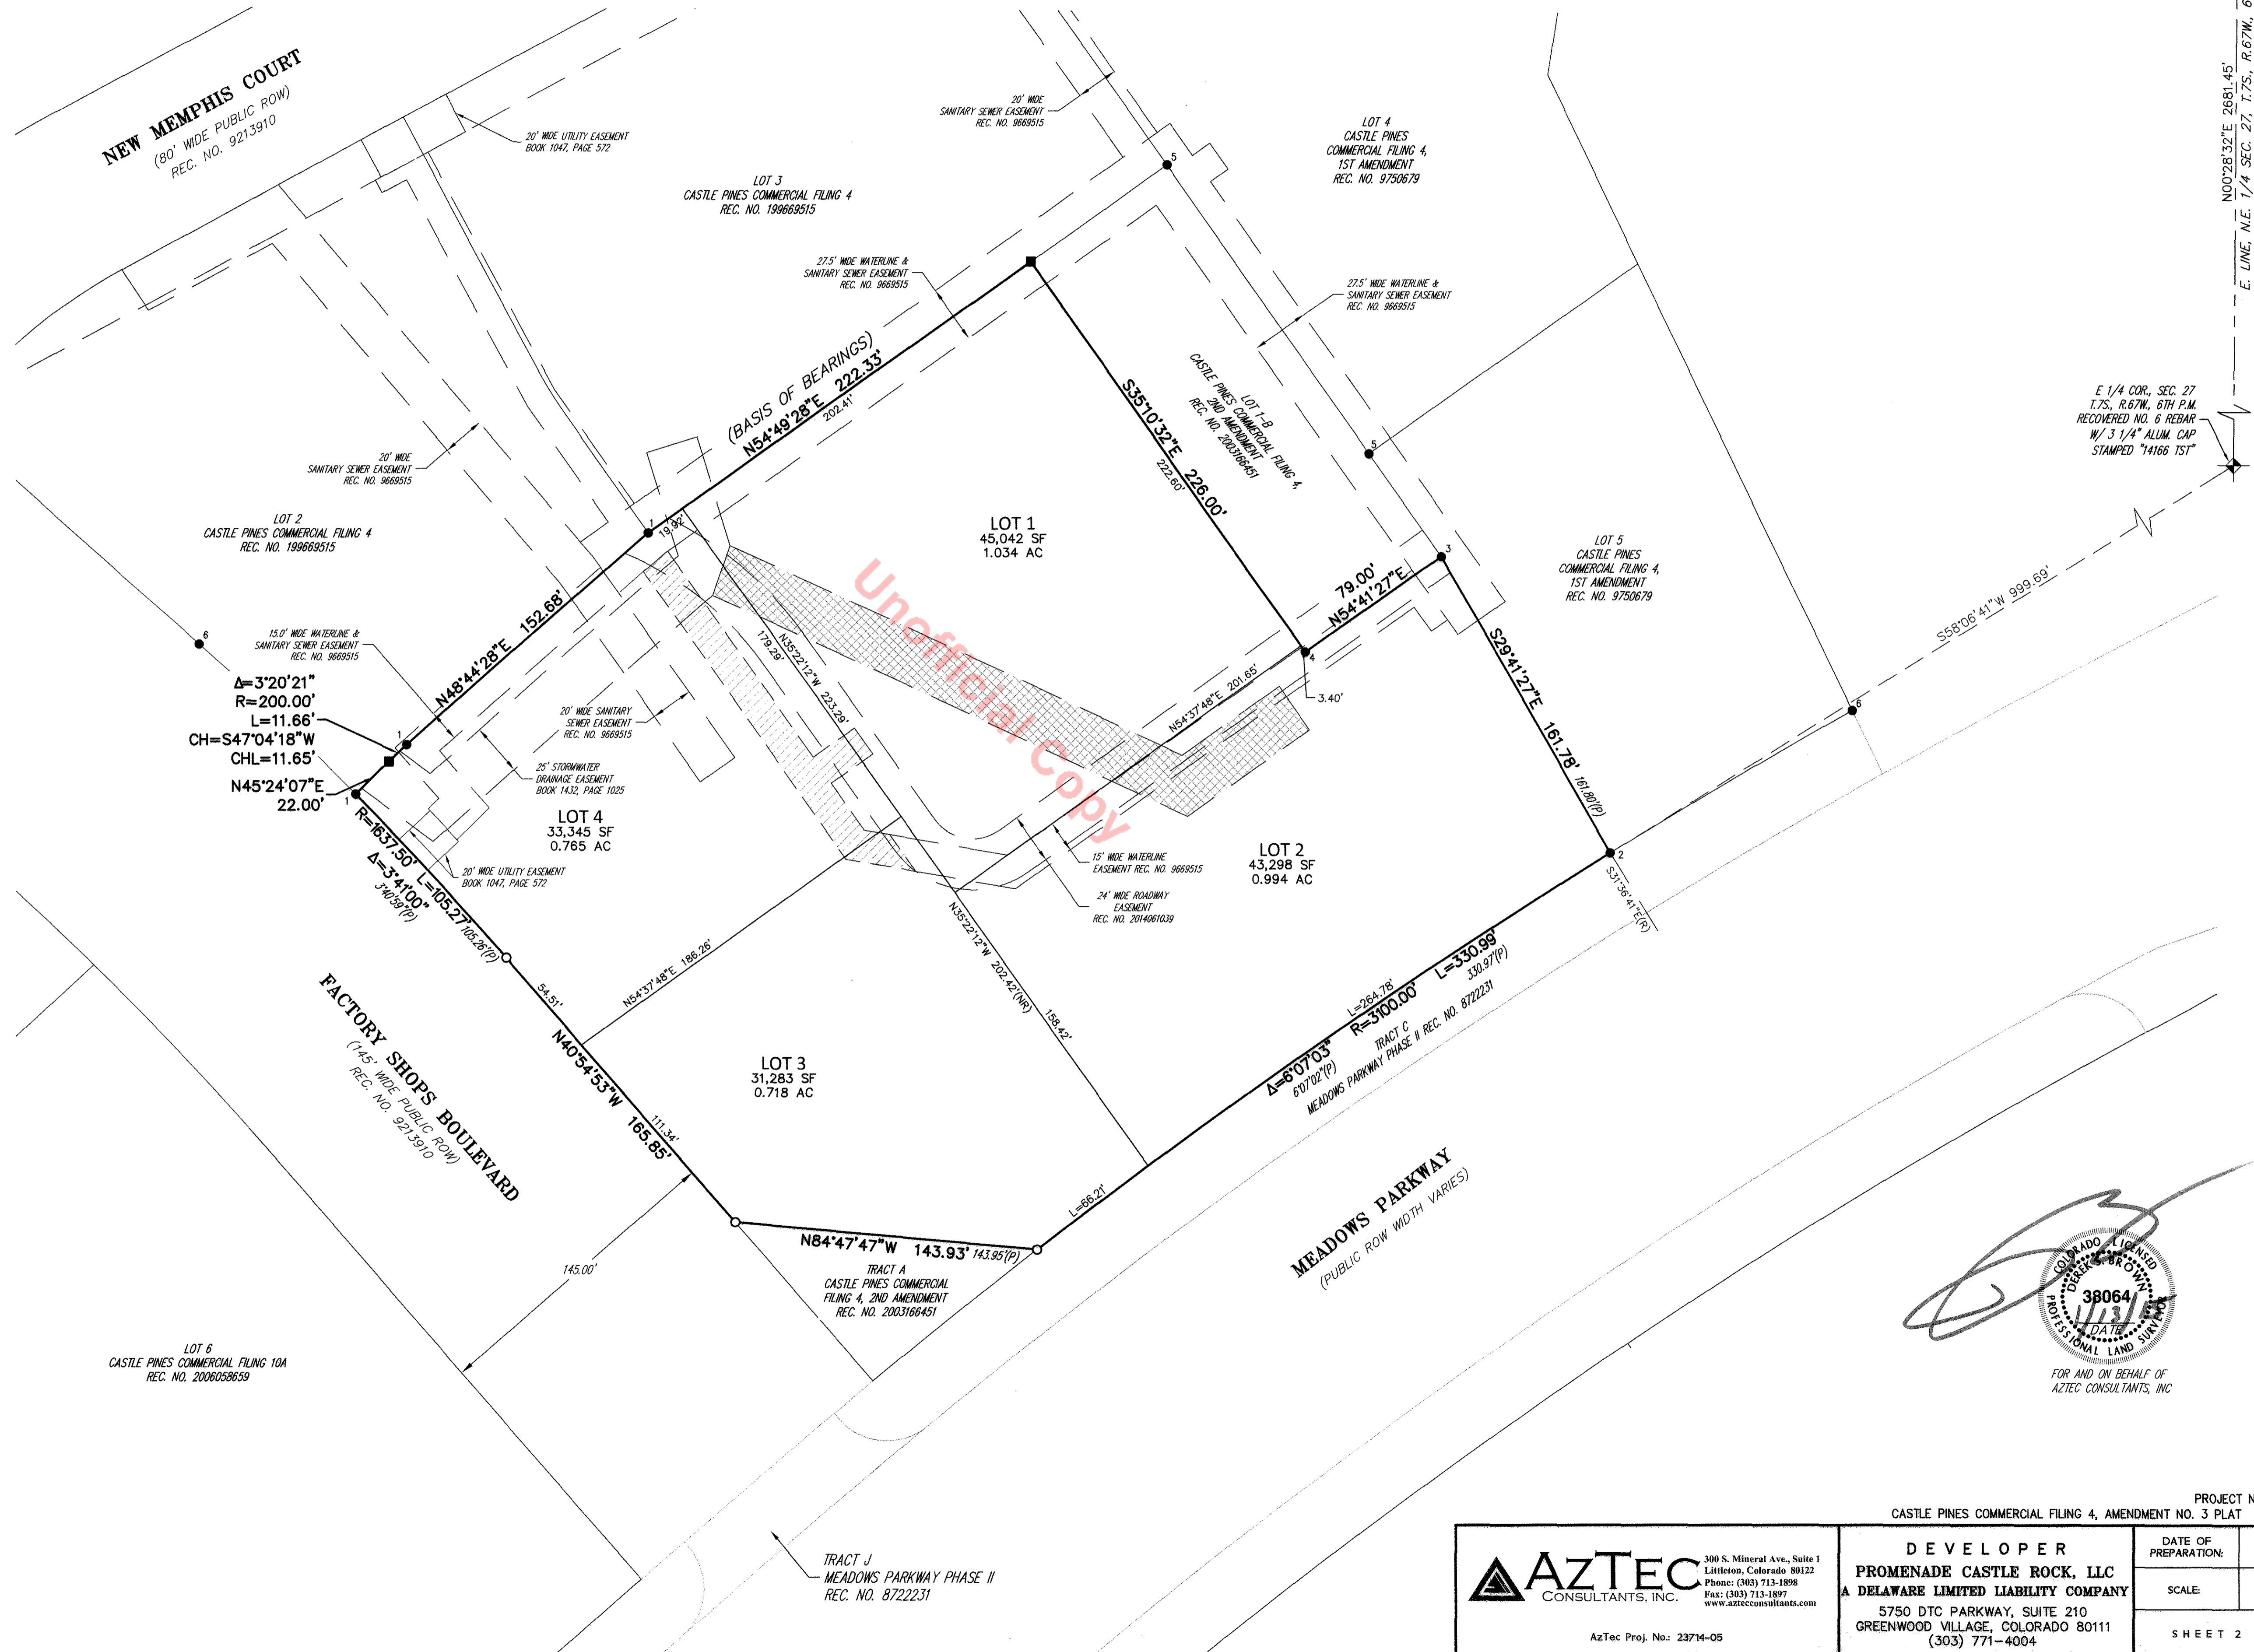 NEW MEMPHIS COURT
(80' WIDE PUBLIC ROW)
REC. NO. 9213910
20' WIDE UTILITY EASEMENT
BOOK 1047, PAGE 572
LOT 3
CASTLE PINES COMMERCIAL FILING 4
REC. NO. 199669515
20' WIDE
SANITARY SEWER EASEMENT
REC. NO. 9669515
5
LOT 4
CASTLE PINES
COMMERCIAL FILING 4,
1ST AMENDMENT
REC. NO. 9750679
N00°28'32"E 2681.45'
E. LINE, N.E. 1/4 SEC. 27, T.7S., R.67W., 6
27.5' WIDE WATERLINE &
SANITARY SEWER EASEMENT
REC. NO. 9669515
27.5' WIDE WATERLINE &
SANITARY SEWER EASEMENT
REC. NO. 9669515
(BASIS OF BEARINGS)
N54°49'28"E 222.33'
202.41'
19.92'
1
S35°10'32"E 226.00'
222.60'
LOT 1-B
CASTLE PINES COMMERCIAL FILING 4,
2ND AMENDMENT
REC. NO. 2003166451
5
E 1/4 COR., SEC. 27
T.7S., R.67W., 6TH P.M.
RECOVERED NO. 6 REBAR
W/ 3 1/4" ALUM. CAP
STAMPED "14166 TST"
20' WIDE
SANITARY SEWER EASEMENT
REC. NO. 9669515
LOT 2
CASTLE PINES COMMERCIAL FILING 4
REC. NO. 199669515
LOT 1
45,042 SF
1.034 AC
3
79.00'
N54°41'27"E
4
3.40'
LOT 5
CASTLE PINES
COMMERCIAL FILING 4,
1ST AMENDMENT
REC. NO. 9750679
S58°06'41"W 999.69'
6
6
15.0' WIDE WATERLINE &
SANITARY SEWER EASEMENT
REC. NO. 9669515
N48°44'28"E 152.68'
Δ=3°20'21"
R=200.00'
L=11.66'
CH=S47°04'18"W
CHL=11.65'
N45°24'07"E
22.00'
1
1
179.29'
N35°22'12"W 223.29'
Unofficial Copy
N54°37'48"E 201.65'
S29°41'27"E 161.78'
161.80'(P)
2
S31°36'41"E(R)
20' WIDE SANITARY
SEWER EASEMENT
REC. NO. 9669515
25' STORMWATER
DRAINAGE EASEMENT
BOOK 1432, PAGE 1025
LOT 4
33,345 SF
0.765 AC
20' WIDE UTILITY EASEMENT
BOOK 1047, PAGE 572
R=1637.50' L=105.27'
105.26'(P)
Δ=3°41'00"
3°40'59"(P)
15' WIDE WATERLINE
EASEMENT REC. NO. 9669515
24' WIDE ROADWAY
EASEMENT
REC. NO. 2014061039
LOT 2
43,298 SF
0.994 AC
N35°22'12"W 202.42'(NR)
158.42'
N54°37'48"E 186.26'
54.51'
N40°54'53"W 165.85'
111.34'
LOT 3
31,283 SF
0.718 AC
FACTORY SHOPS BOULEVARD
(145' WIDE PUBLIC ROW)
REC. NO. 9213910
145.00'
L=264.78'
Δ=6°07'03" R=3100.00' L=330.99'
6°07'02"(P)
330.97'(P)
TRACT C
MEADOWS PARKWAY PHASE II REC. NO. 8722231
L=66.21'
N84°47'47"W 143.93' 143.95'(P)
TRACT A
CASTLE PINES COMMERCIAL
FILING 4, 2ND AMENDMENT
REC. NO. 2003166451
MEADOWS PARKWAY
(PUBLIC ROW WIDTH VARIES)
LOT 6
CASTLE PINES COMMERCIAL FILING 10A
REC. NO. 2006058659
TRACT J
MEADOWS PARKWAY PHASE II
REC. NO. 8722231
COLORADO LICENSED
DEREK S. BROWN
38064
DATE
PROFESSIONAL LAND SURVEYOR
FOR AND ON BEHALF OF
AZTEC CONSULTANTS, INC
PROJECT N
CASTLE PINES COMMERCIAL FILING 4, AMENDMENT NO. 3 PLAT
AZTEC
CONSULTANTS, INC.
300 S. Mineral Ave., Suite 1
Littleton, Colorado 80122
Phone: (303) 713-1898
Fax: (303) 713-1897
www.aztecconsultants.com
AzTec Proj. No.: 23714-05
DEVELOPER
PROMENADE CASTLE ROCK, LLC
A DELAWARE LIMITED LIABILITY COMPANY
5750 DTC PARKWAY, SUITE 210
GREENWOOD VILLAGE, COLORADO 80111
(303) 771-4004
DATE OF
PREPARATION:
SCALE:
SHEET 2